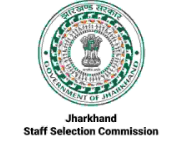 झारखण्ड सरकार
GOVERNMENT OF JHARKHAND
Jharkhand
Staff Selection Commission